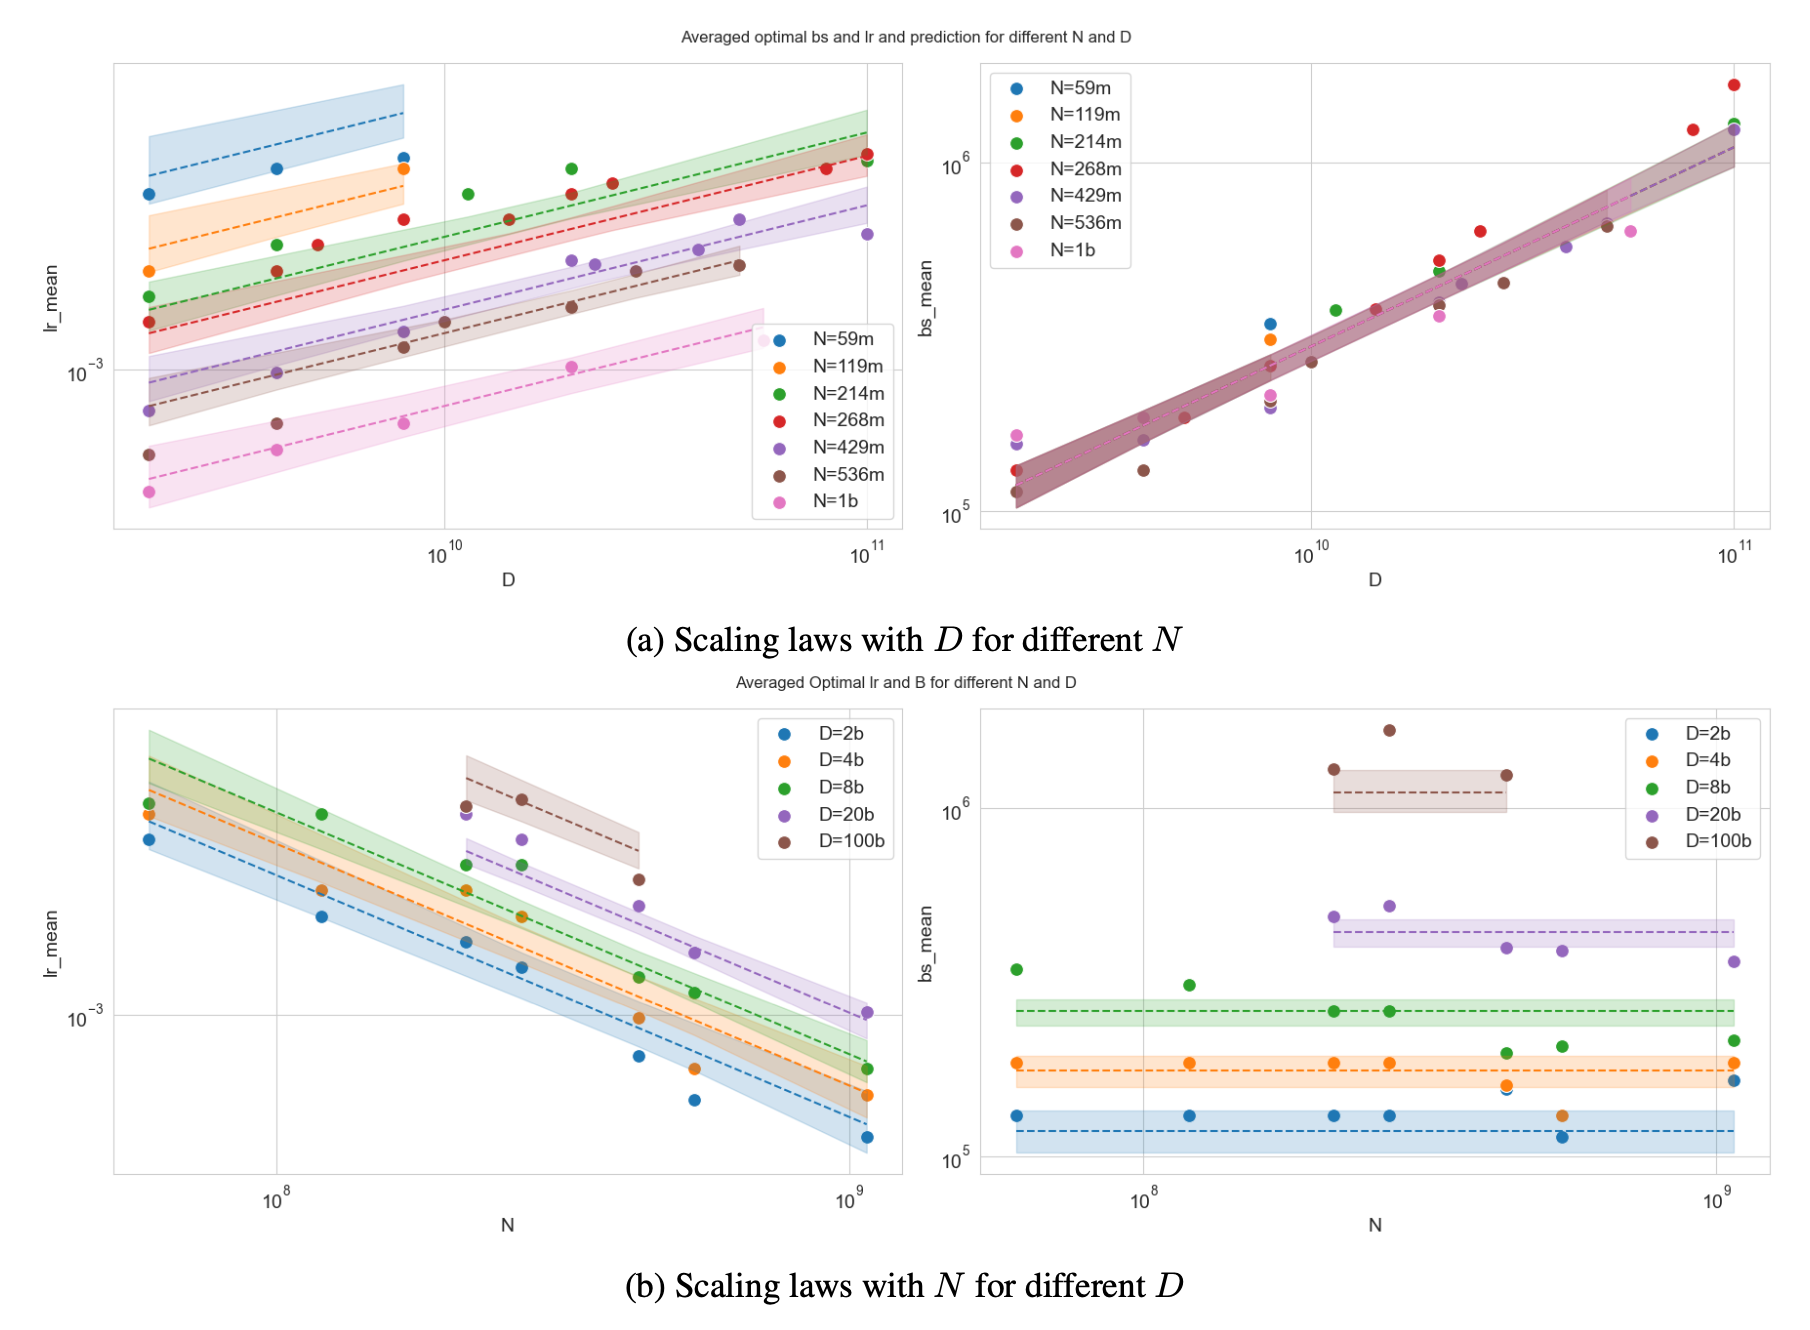 Averaged optimal bs and lr and prediction for different N and D
lr_mean
10^-3
10^10
10^11
D
N=59m
N=119m
N=214m
N=268m
N=429m
N=536m
N=1b
bs_mean
10^6
10^5
10^10
10^11
D
N=59m
N=119m
N=214m
N=268m
N=429m
N=536m
N=1b
(a) Scaling laws with D for different N
Averaged Optimal lr and B for different N and D
lr_mean
10^-3
10^8
10^9
N
D=2b
D=4b
D=8b
D=20b
D=100b
bs_mean
10^6
10^5
10^8
10^9
N
D=2b
D=4b
D=8b
D=20b
D=100b
(b) Scaling laws with N for different D